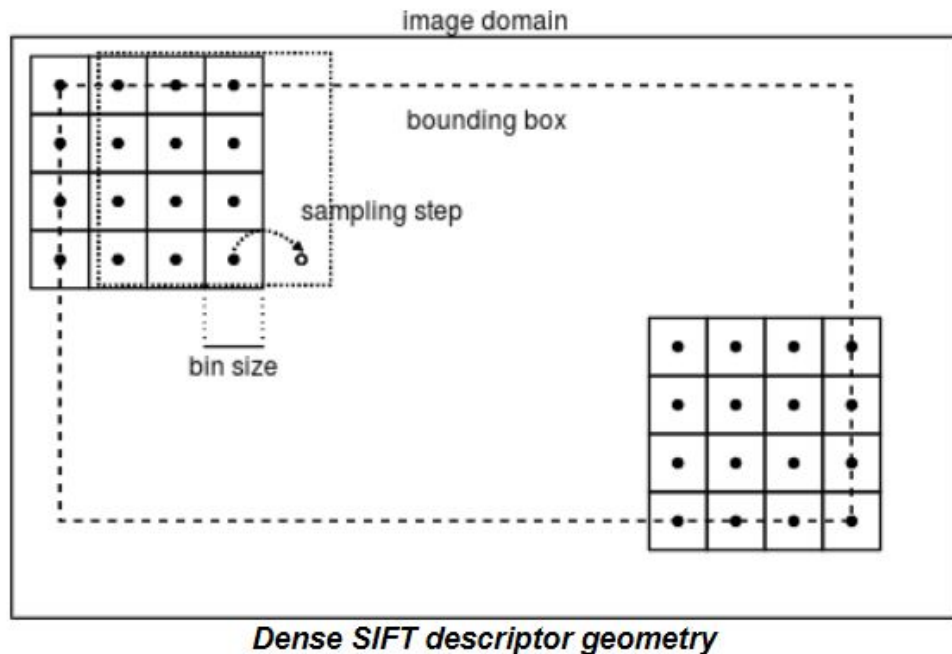 image domain
bounding box
sampling step
bin size
Dense SIFT descriptor geometry